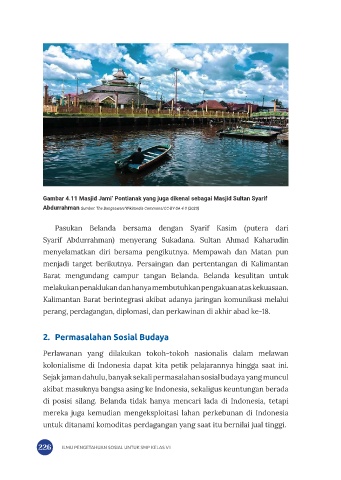 Gambar 4.11 Masjid Jami' Pontianak yang juga dikenal sebagai Masjid Sultan Syarif
Abdurrahman Sumber: The Bangkalan/Wikimedia Commons/CC-BY-SA 4.0 (2020)
Pasukan Belanda bersama dengan Syarif Kasim (putera dari
Syarif Abdurrahman) menyerang Sukadana. Sultan Ahmad Kaharudin
menyelamatkan diri bersama pengikutnya. Mempawah dan Matan pun
menjadi target berikutnya. Persaingan dan pertentangan di Kalimantan
Barat mengundang campur tangan Belanda. Belanda kesulitan untuk
melakukan penaklukan dan hanya membutuhkan pengakuan atas kekuasaan.
Kalimantan Barat berintegrasi akibat adanya jaringan komunikasi melalui
perang, perdagangan, diplomasi, dan perkawinan di akhir abad ke-18.
2. Permasalahan Sosial Budaya
Perlawanan yang dilakukan tokoh-tokoh nasionalis dalam melawan
kolonialisme di Indonesia dapat kita petik pelajarannya hingga saat ini.
Sejak jaman dahulu, banyak sekali permasalahan sosial budaya yang muncul
akibat masuknya bangsa asing ke Indonesia, sekaligus keuntungan berada
di posisi silang. Belanda tidak hanya mencari lada di Indonesia, tetapi
mereka juga kemudian mengeksploitasi lahan perkebunan di Indonesia
untuk ditanami komoditas perdagangan yang saat itu bernilai jual tinggi.
226 ILMU PENGETAHUAN SOSIAL UNTUK SMP KELAS VII